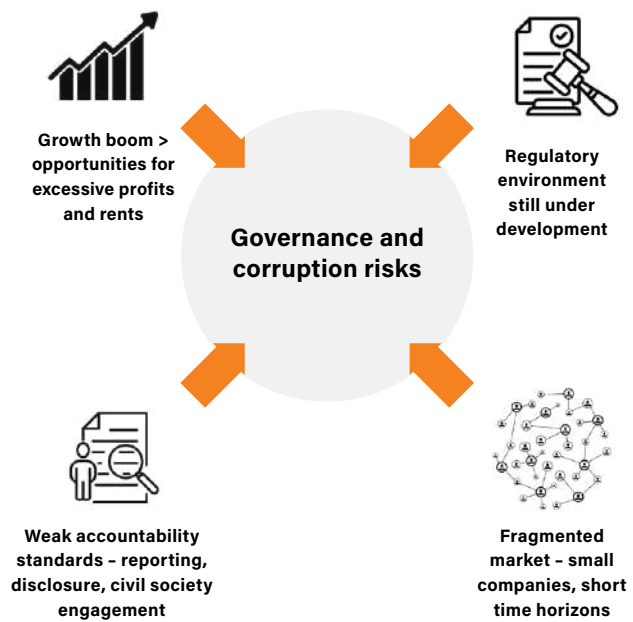 Growth boom >
opportunities for
excessive profits
and rents
Regulatory
environment
still under
development
Governance and
corruption risks
Weak accountability
standards – reporting,
disclosure, civil society
engagement
Fragmented
market – small
companies, short
time horizons